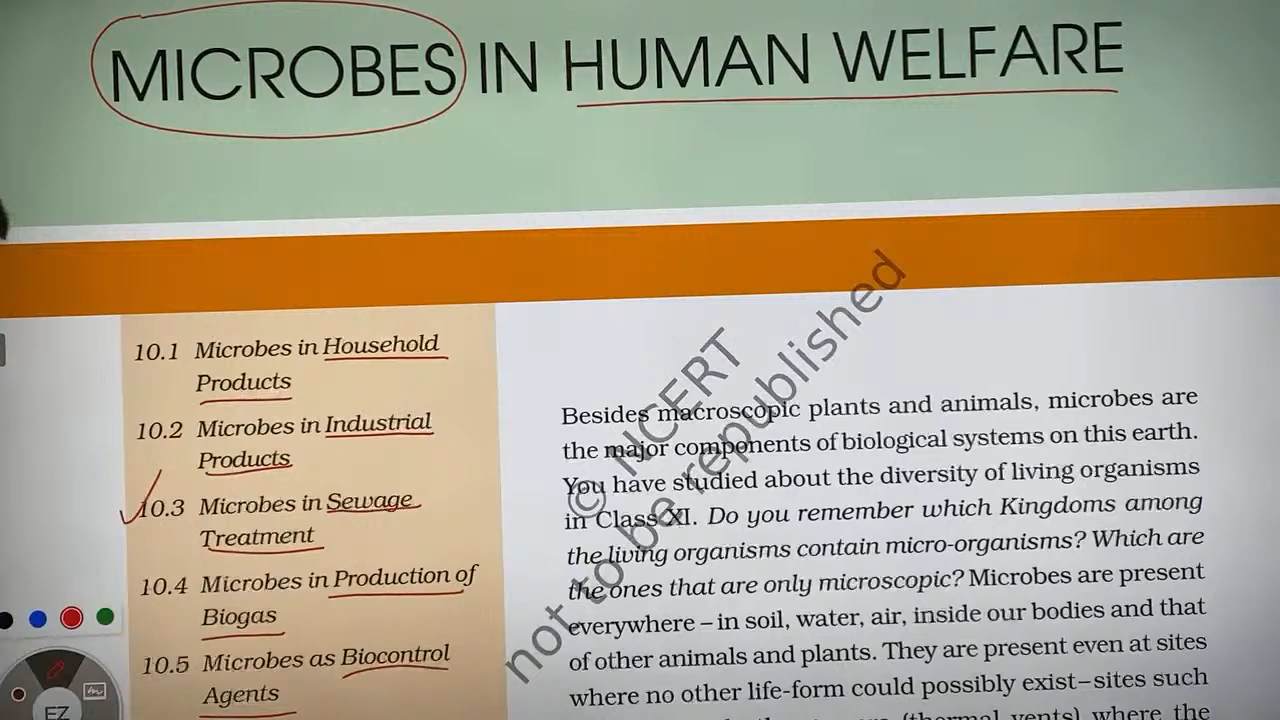 MICROBES IN HUMAN WELFARE
10.1 Microbes in Household
Products
10.2 Microbes in Industrial
Products
10.3 Microbes in Sewage
Treatment
10.4 Microbes in Production of
Biogas
10.5 Microbes as Biocontrol
Agents
Besides macroscopic plants and animals, microbes are
the major components of biological systems on this earth.
You have studied about the diversity of living organisms
in Class XI. Do you remember which Kingdoms among
the living organisms contain micro-organisms? Which are
the ones that are only microscopic? Microbes are present
everywhere – in soil, water, air, inside our bodies and that
of other animals and plants. They are present even at sites
where no other life-form could possibly exist–sites such
(thermal vents) where the
© NCERT
not to be republished
EZ